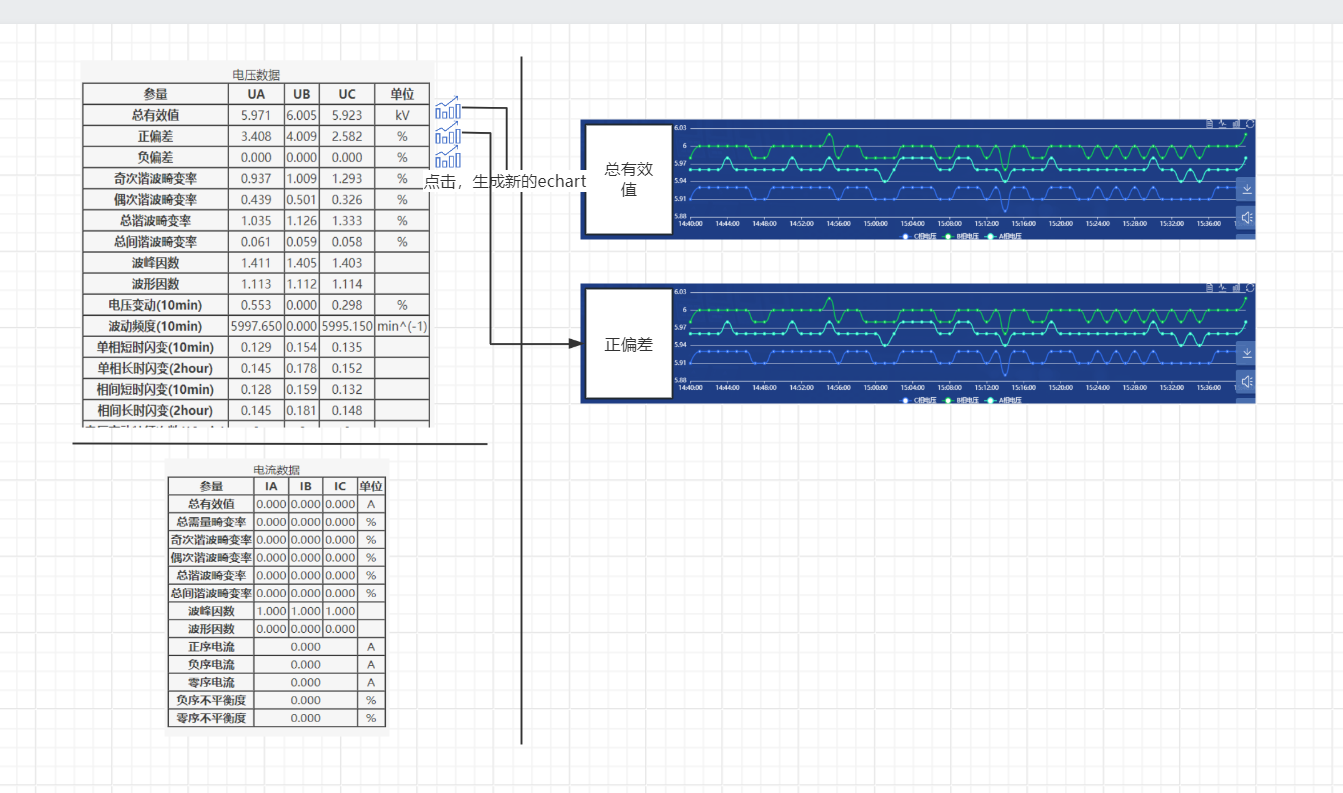 电压数据
参量 UA UB UC 单位
总有效值 5.971 6.005 5.923 kV
正偏差 3.408 4.009 2.582 %
负偏差 0.000 0.000 0.000 %
奇次谐波畸变率 0.937 1.009 1.293 %
偶次谐波畸变率 0.439 0.501 0.326 %
总谐波畸变率 1.035 1.126 1.333 %
总间谐波畸变率 0.061 0.059 0.058 %
波峰因数 1.411 1.405 1.403
波形因数 1.113 1.112 1.114
电压变动(10min) 0.553 0.000 0.298 %
波动频度(10min) 5997.650 0.000 5995.150 min^(-1)
单相短时闪变(10min) 0.129 0.154 0.135
单相长时闪变(2hour) 0.145 0.178 0.152
相间短时闪变(10min) 0.128 0.159 0.132
相间长时闪变(2hour) 0.145 0.181 0.148
点击，生成新的echart
电流数据
参量 IA IB IC 单位
总有效值 0.000 0.000 0.000 A
总需量畸变率 0.000 0.000 0.000 %
奇次谐波畸变率 0.000 0.000 0.000 %
偶次谐波畸变率 0.000 0.000 0.000 %
总谐波畸变率 0.000 0.000 0.000 %
总间谐波畸变率 0.000 0.000 0.000 %
波峰因数 1.000 1.000 1.000
波形因数 0.000 0.000 0.000
正序电流 0.000 A
负序电流 0.000 A
零序电流 0.000 A
负序不平衡度 0.000 %
零序不平衡度 0.000 %
总有效
值
6.03
6
5.97
5.94
5.91
5.88
14:40:00 14:44:00 14:48:00 14:52:00 14:56:00 15:00:00 15:04:00 15:08:00 15:12:00 15:16:00 15:20:00 15:24:00 15:28:00 15:32:00 15:36:00
C相电压 B相电压 A相电压
正偏差
6.03
6
5.97
5.94
5.91
5.88
14:40:00 14:44:00 14:48:00 14:52:00 14:56:00 15:00:00 15:04:00 15:08:00 15:12:00 15:16:00 15:20:00 15:24:00 15:28:00 15:32:00 15:36:00
C相电压 B相电压 A相电压